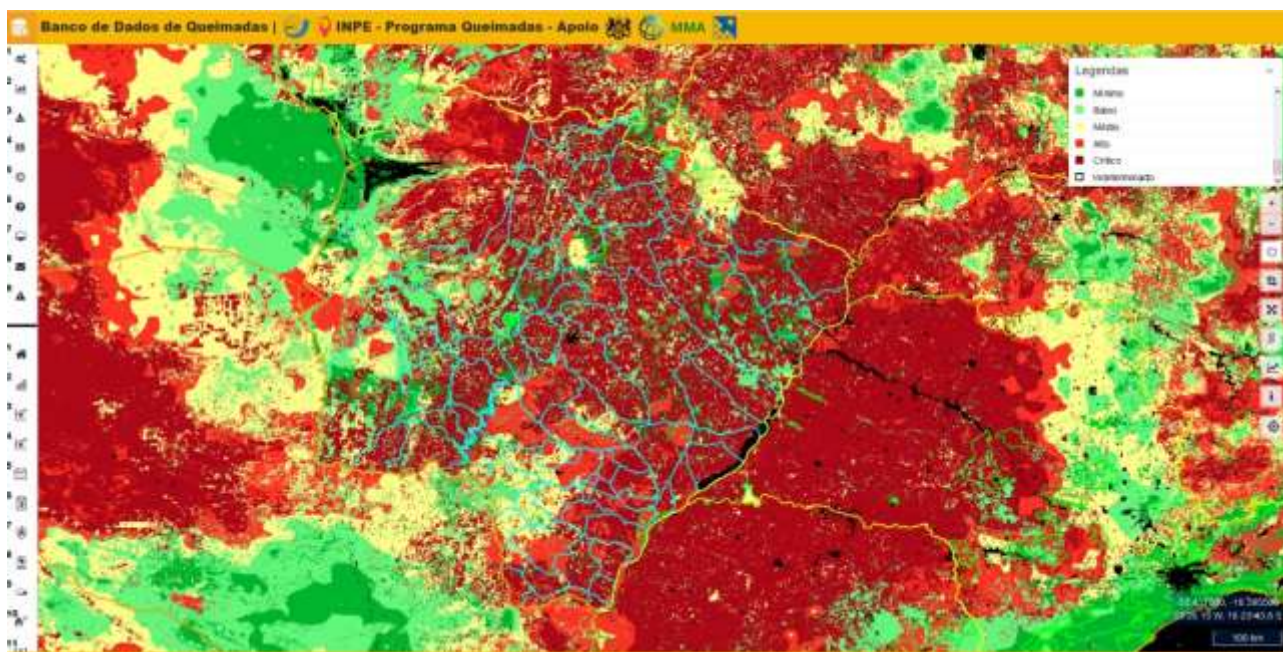 Banco de Dados de Queimadas | INPE - Programa Queimadas - Apoio MMA
Legendas
Mínimo
Baixo
Médio
Alto
Crítico
Indeterminado
100 km